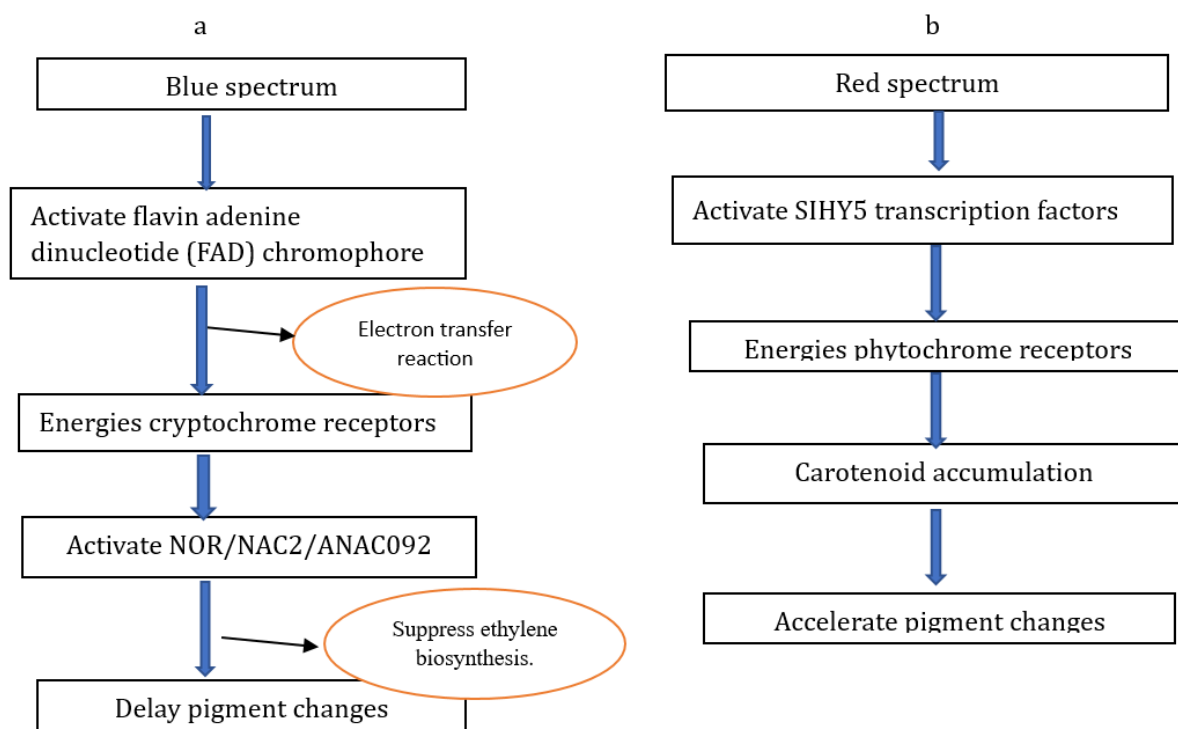 a
Blue spectrum
Activate flavin adenine
dinucleotide (FAD) chromophore
Electron transfer
reaction
Energies cryptochrome receptors
Activate NOR/NAC2/ANAC092
Suppress ethylene
biosynthesis.
Delay pigment changes
b
Red spectrum
Activate SIHY5 transcription factors
Energies phytochrome receptors
Carotenoid accumulation
Accelerate pigment changes